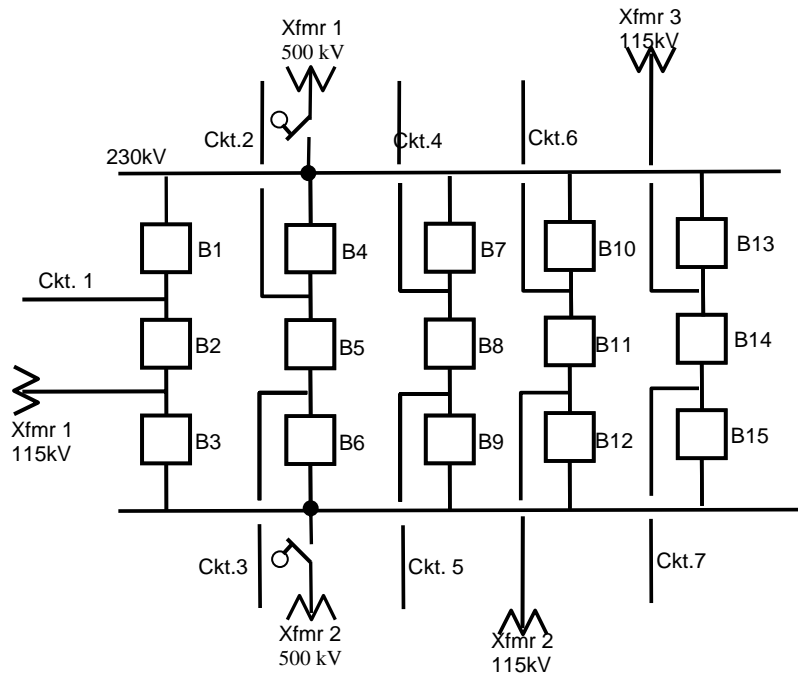 Xfmr 1
500 kV
Xfmr 3
115kV
Ckt.2
Ckt.4
Ckt.6
230kV
B1
B4
B7
B10
B13
Ckt. 1
B2
B5
B8
B11
B14
Xfmr 1
115kV
B3
B6
B9
B12
B15
Ckt.3
Ckt. 5
Ckt.7
Xfmr 2
500 kV
Xfmr 2
115kV